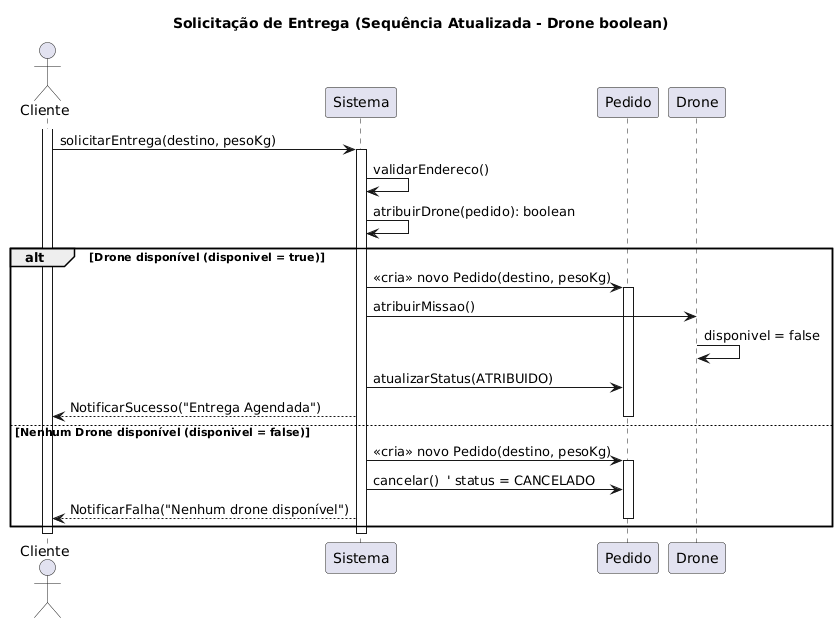 Solicitação de Entrega (Sequência Atualizada - Drone boolean)
Cliente
Sistema
Pedido
Drone
solicitarEntrega(destino, pesoKg)
validarEndereco()
atribuirDrone(pedido): boolean
alt
[Drone disponível (disponivel = true)]
«cria» novo Pedido(destino, pesoKg)
atribuirMissao()
disponivel = false
atualizarStatus(ATRIBUIDO)
NotificarSucesso("Entrega Agendada")
[Nenhum Drone disponível (disponivel = false)]
«cria» novo Pedido(destino, pesoKg)
cancelar() ' status = CANCELADO
NotificarFalha("Nenhum drone disponível")
Cliente
Sistema
Pedido
Drone